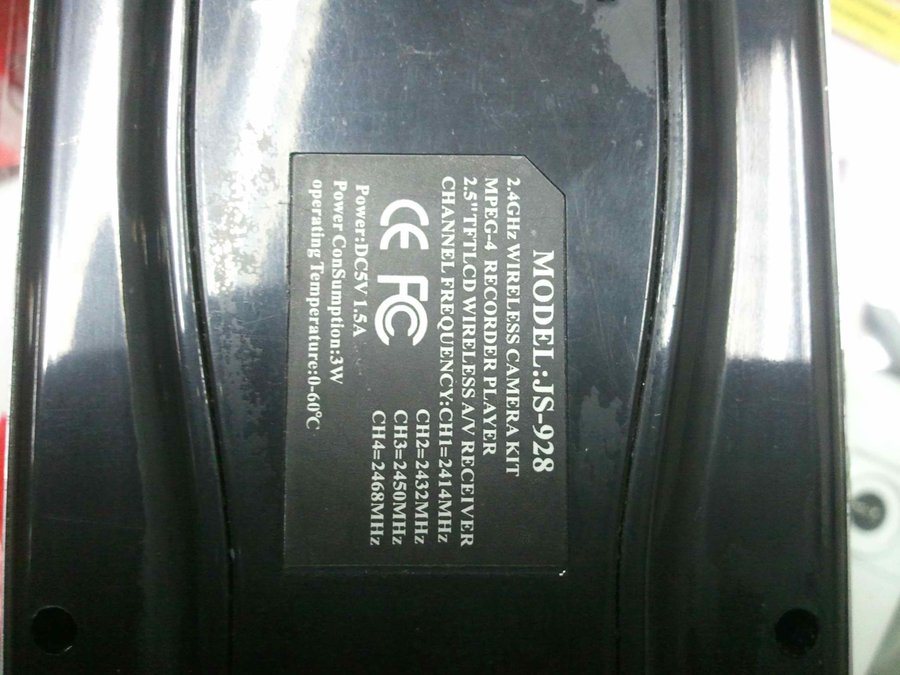 MODEL:JS-928
2.4GHz WIRELESS CAMERA KIT
MPEG-4 RECORDER PLAYER
2.5"TFTLCD WIRELESS A/V RECEIVER
CHANNEL FREQUENCY:CH1=2414MHz
CH2=2432MHz
CH3=2450MHz
CH4=2468MHz
CE FC
Power:DC5V 1.5A
Power ConSumption:3W
operating Temperature:0-60°C